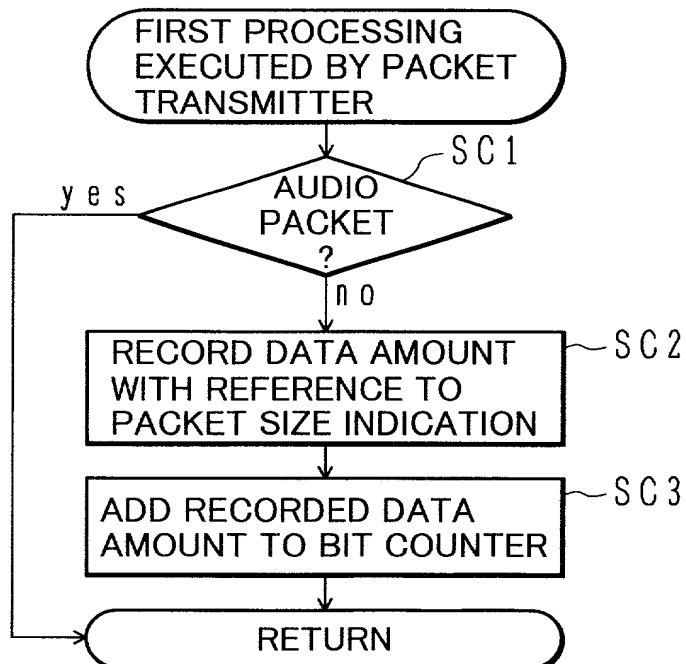 FIRST PROCESSING
EXECUTED BY PACKET
TRANSMITTER
SC1
yes
AUDIO
PACKET
?
no
RECORD DATA AMOUNT
WITH REFERENCE TO
PACKET SIZE INDICATION
SC2
ADD RECORDED DATA
AMOUNT TO BIT COUNTER
SC3
RETURN